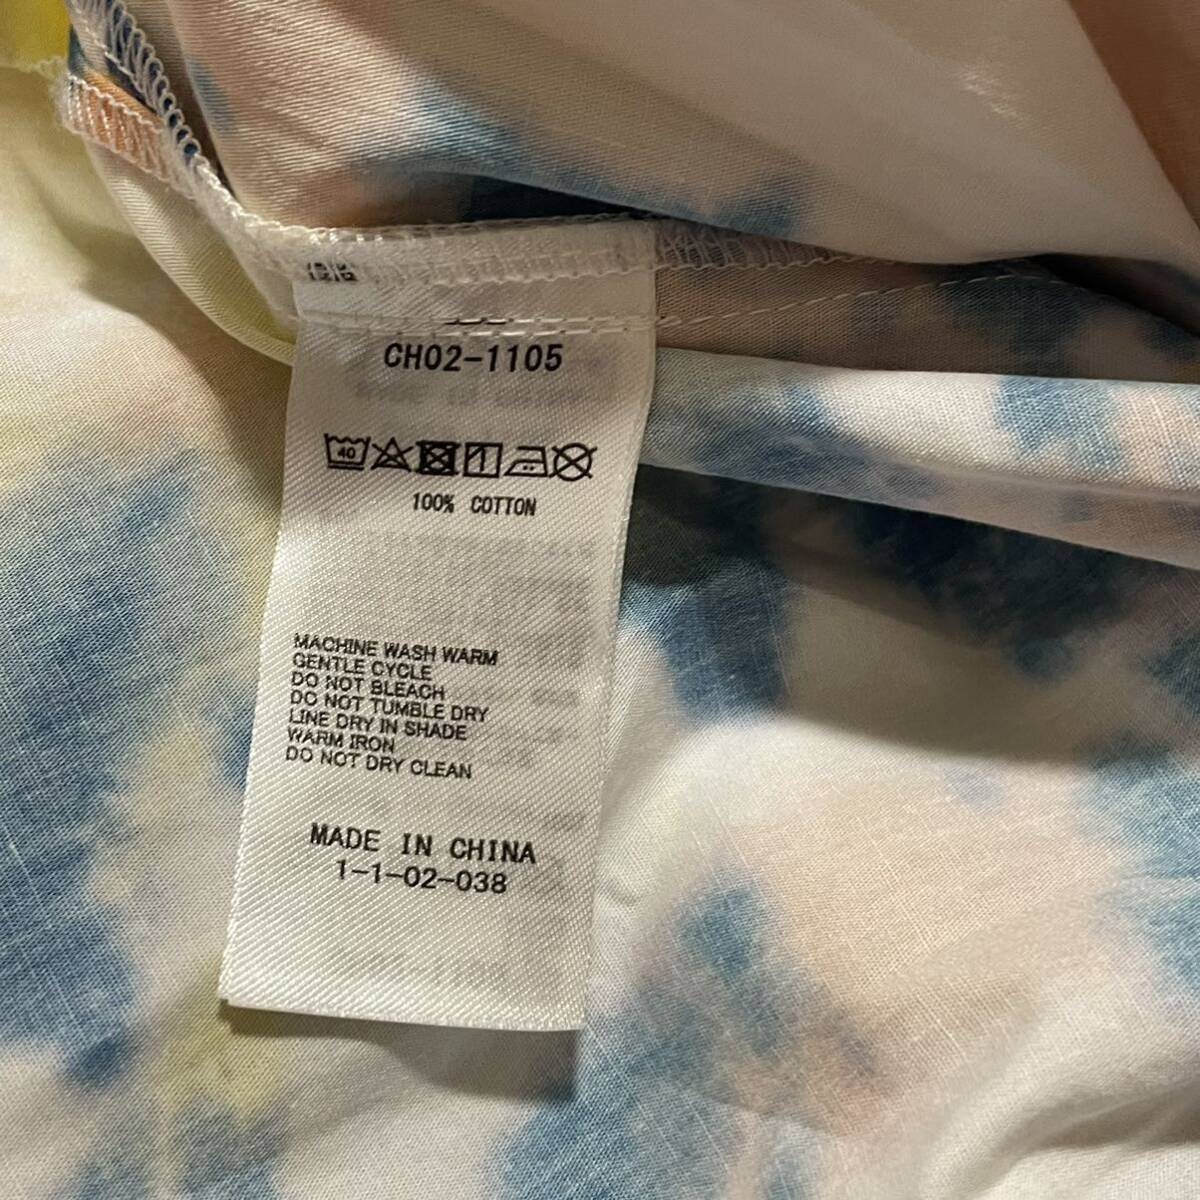 CH02-1105
40
100% COTTON
MACHINE WASH WARM
GENTLE CYCLE
DO NOT BLEACH
DO NOT TUMBLE DRY
LINE DRY IN SHADE
WARM IRON
DO NOT DRY CLEAN
MADE IN CHINA
1-1-02-038